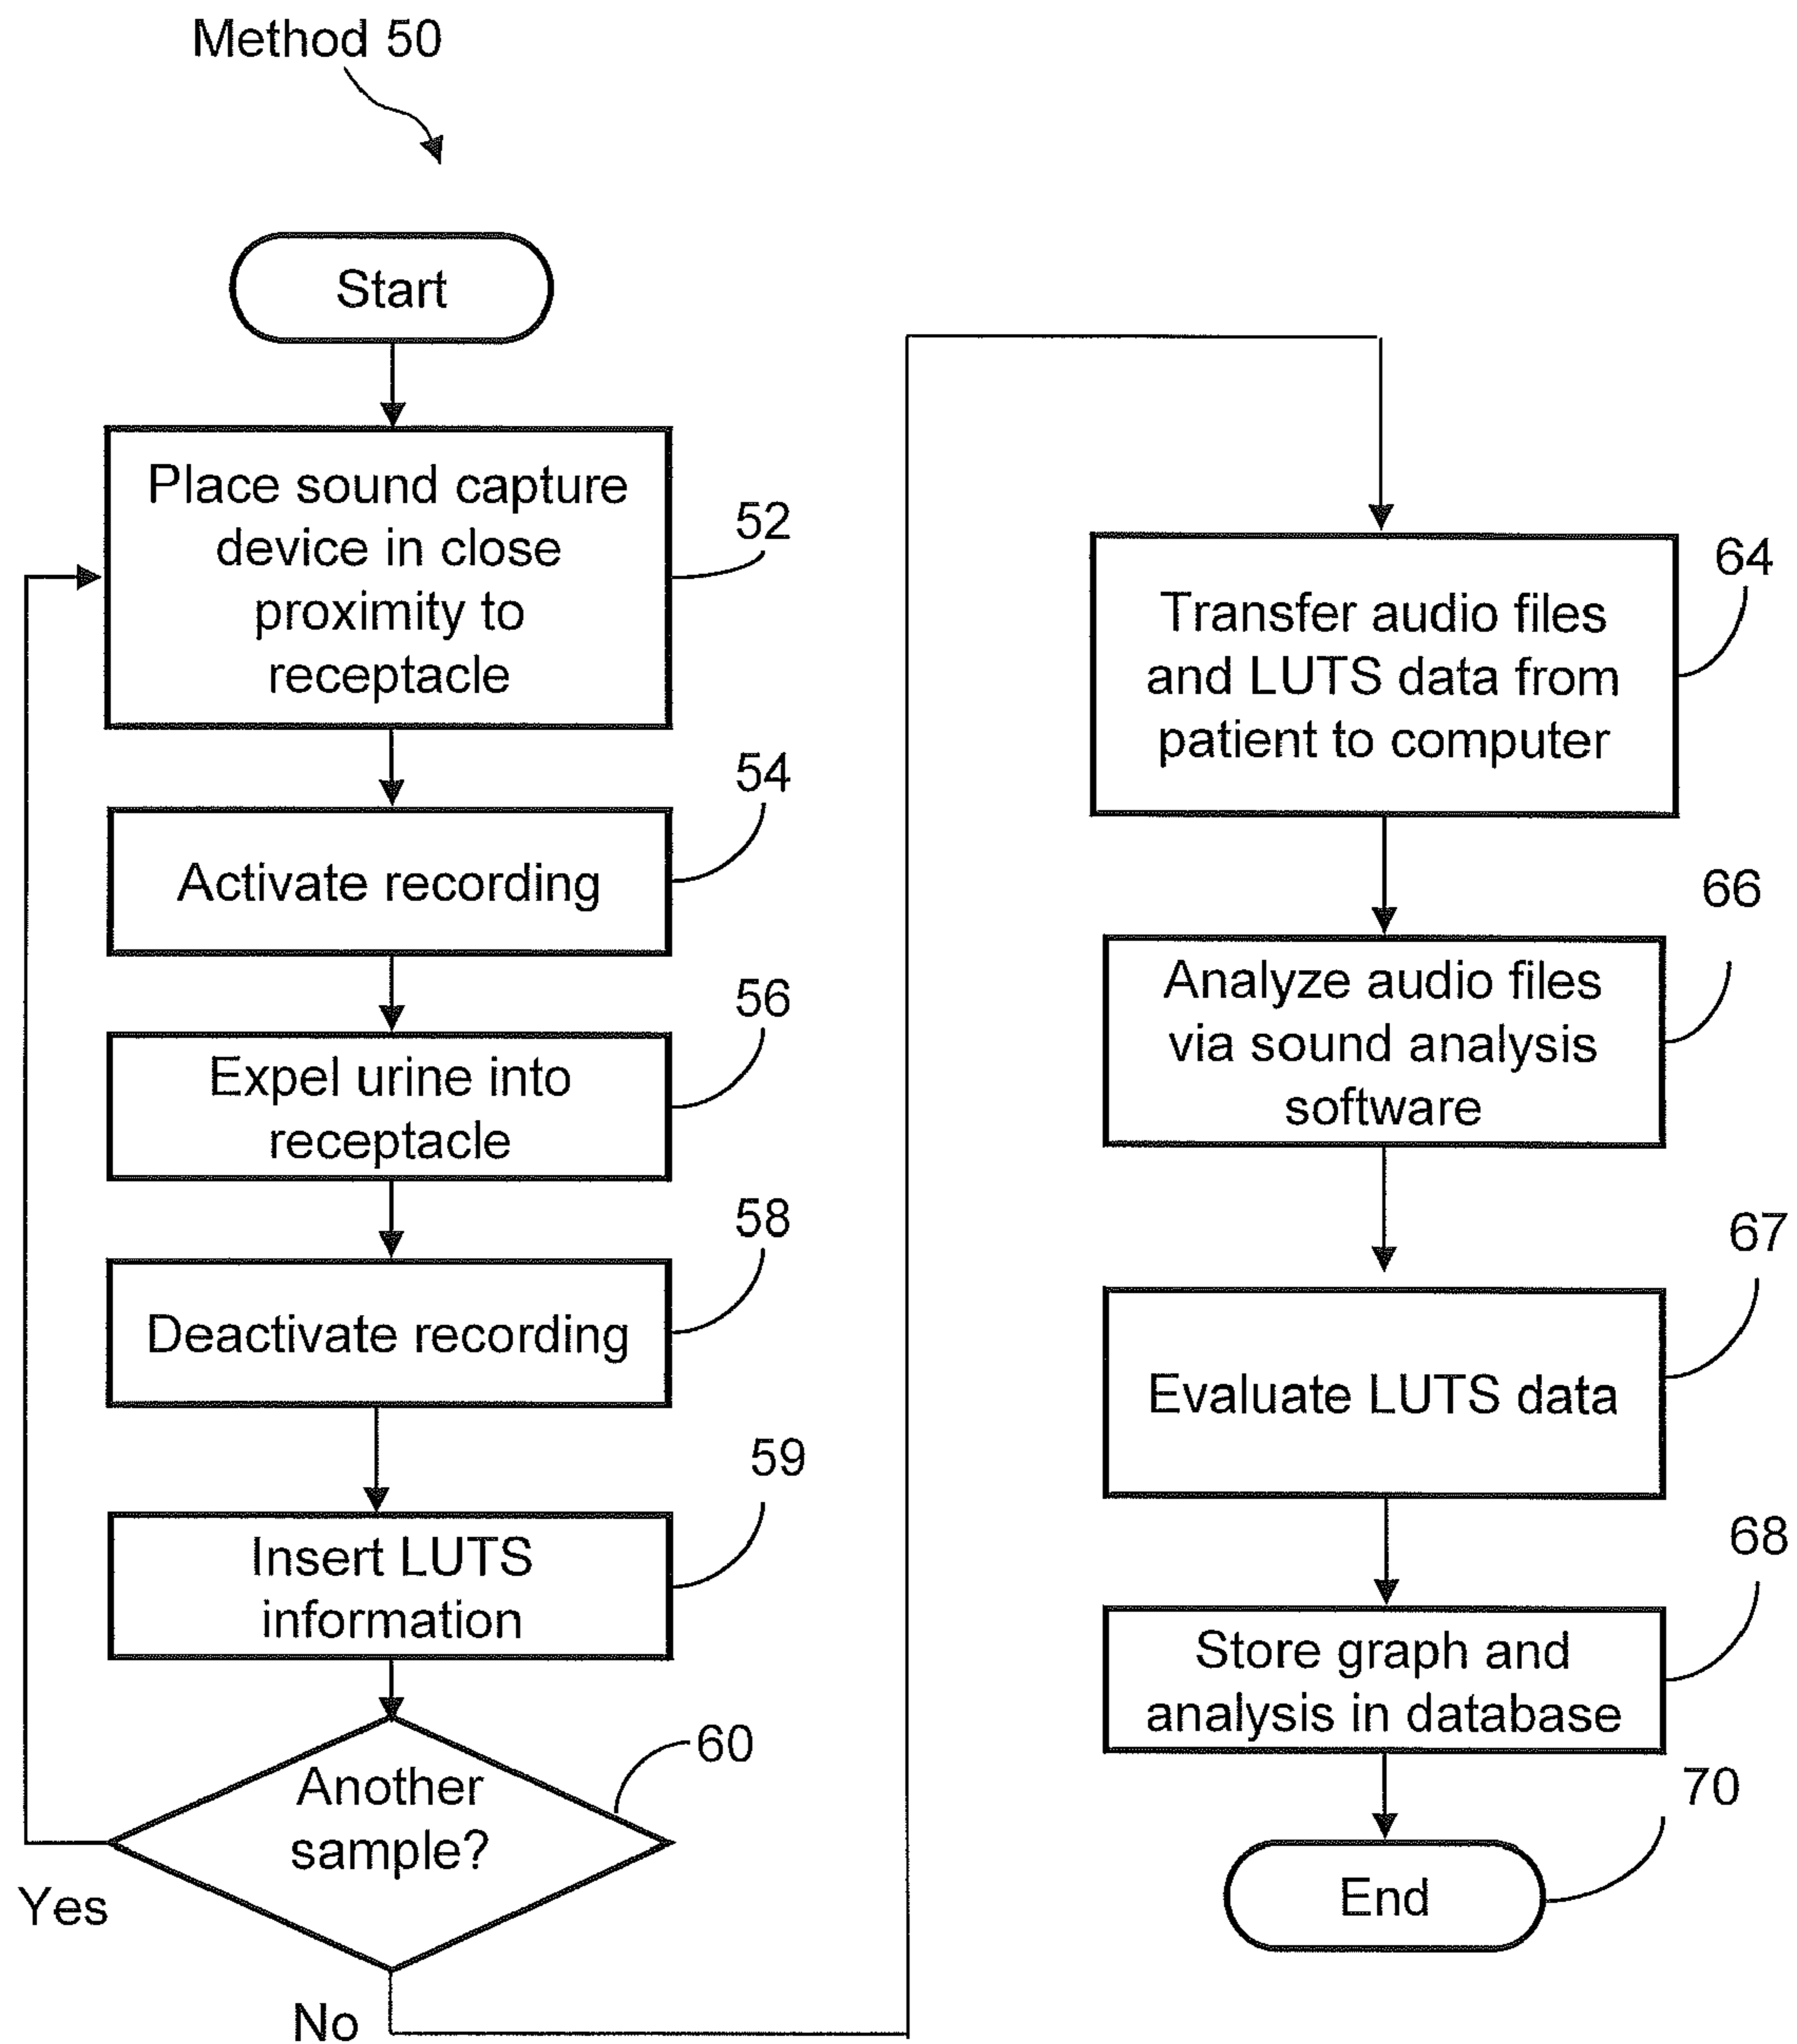 Method 50
Start
Place sound capture
device in close
proximity to
receptacle
52
Activate recording
54
Expel urine into
receptacle
56
Deactivate recording
58
Insert LUTS
information
59
Another
sample?
60
Yes
No
Transfer audio files
and LUTS data from
patient to computer
64
Analyze audio files
via sound analysis
software
66
Evaluate LUTS data
67
Store graph and
analysis in database
68
End
70